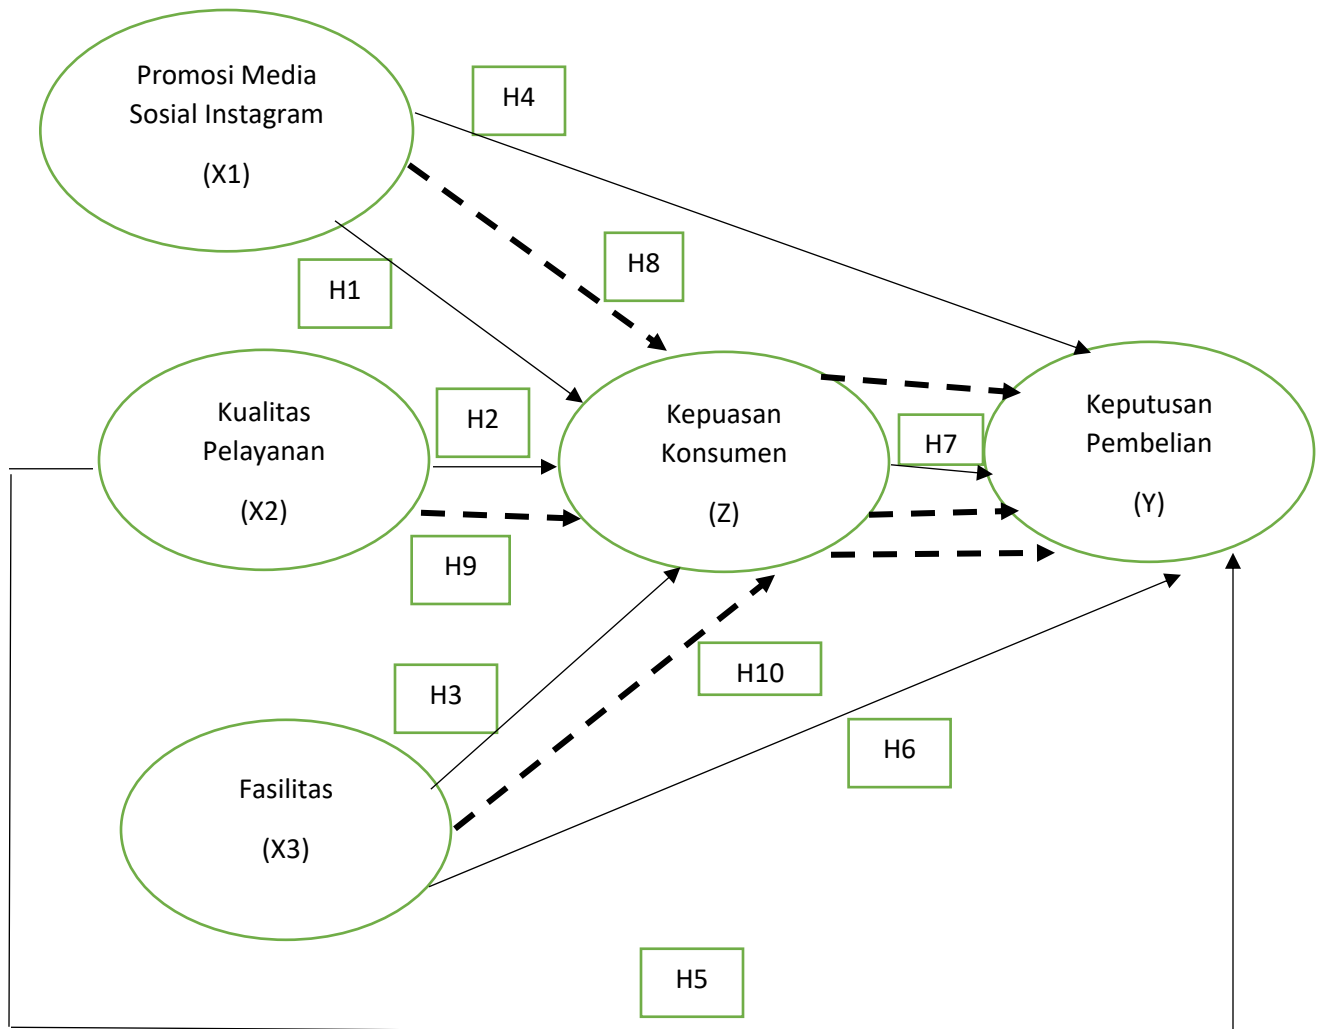 Promosi Media
Sosial Instagram
(X1)
H4
H8
H1
Kualitas
Pelayanan
(X2)
H2
H9
Kepuasan
Konsumen
(Z)
H7
Keputusan
Pembelian
(Y)
H3
H10
H6
Fasilitas
(X3)
H5